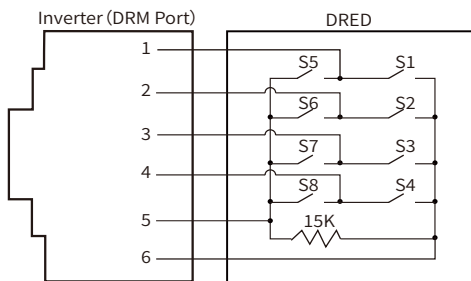 Inverter (DRM Port) DRED
1
S5 S1
2
S6 S2
3
S7 S3
4
S8 S4
5
15K
6